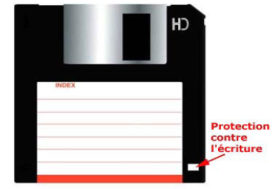 HD
INDEX
Protection
contre
l'écriture